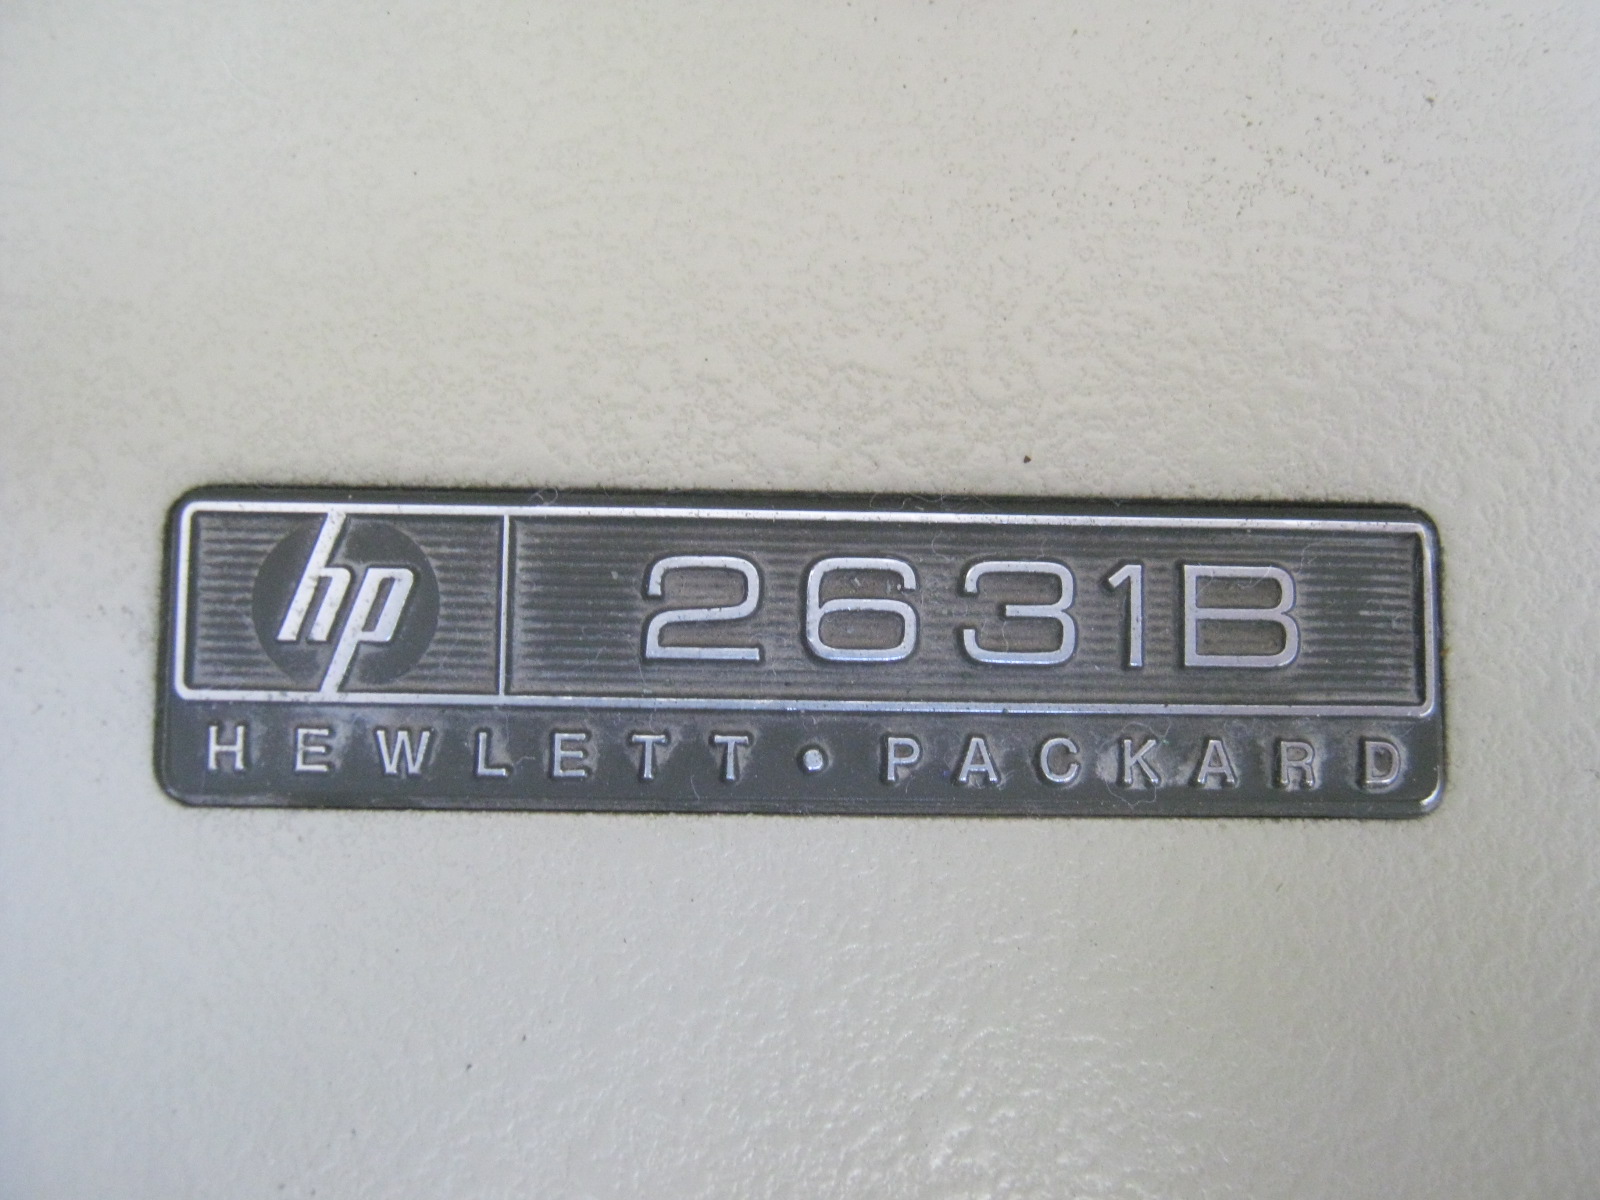 hp 2631B
HEWLETT • PACKARD